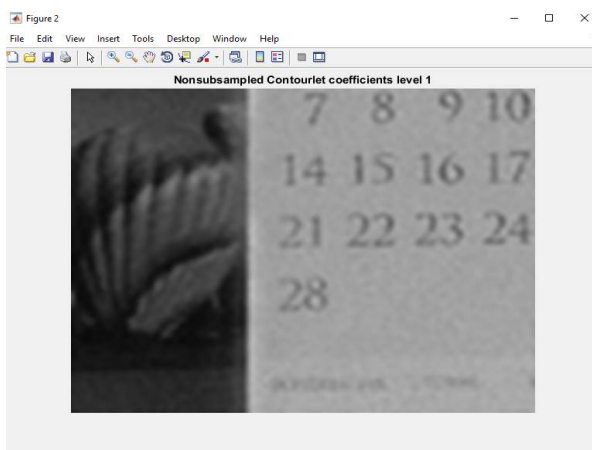 Figure 2
File Edit View Insert Tools Desktop Window Help
Nonsubsampled Contourlet coefficients level 1
7 8 9 10
14 15 16 17
21 22 23 24
28